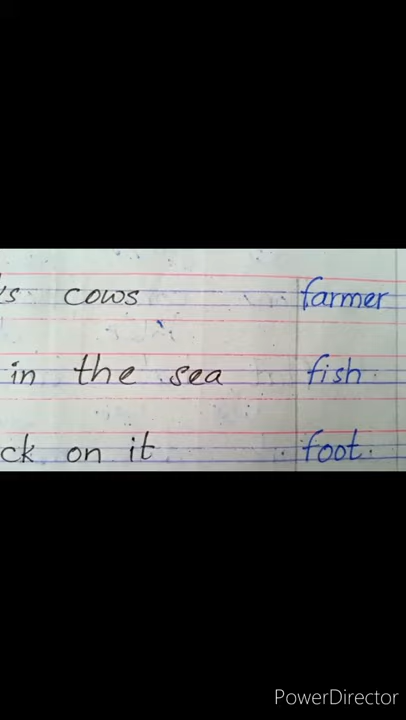 's cows farmer
in the sea fish
ck on it foot.
PowerDirector